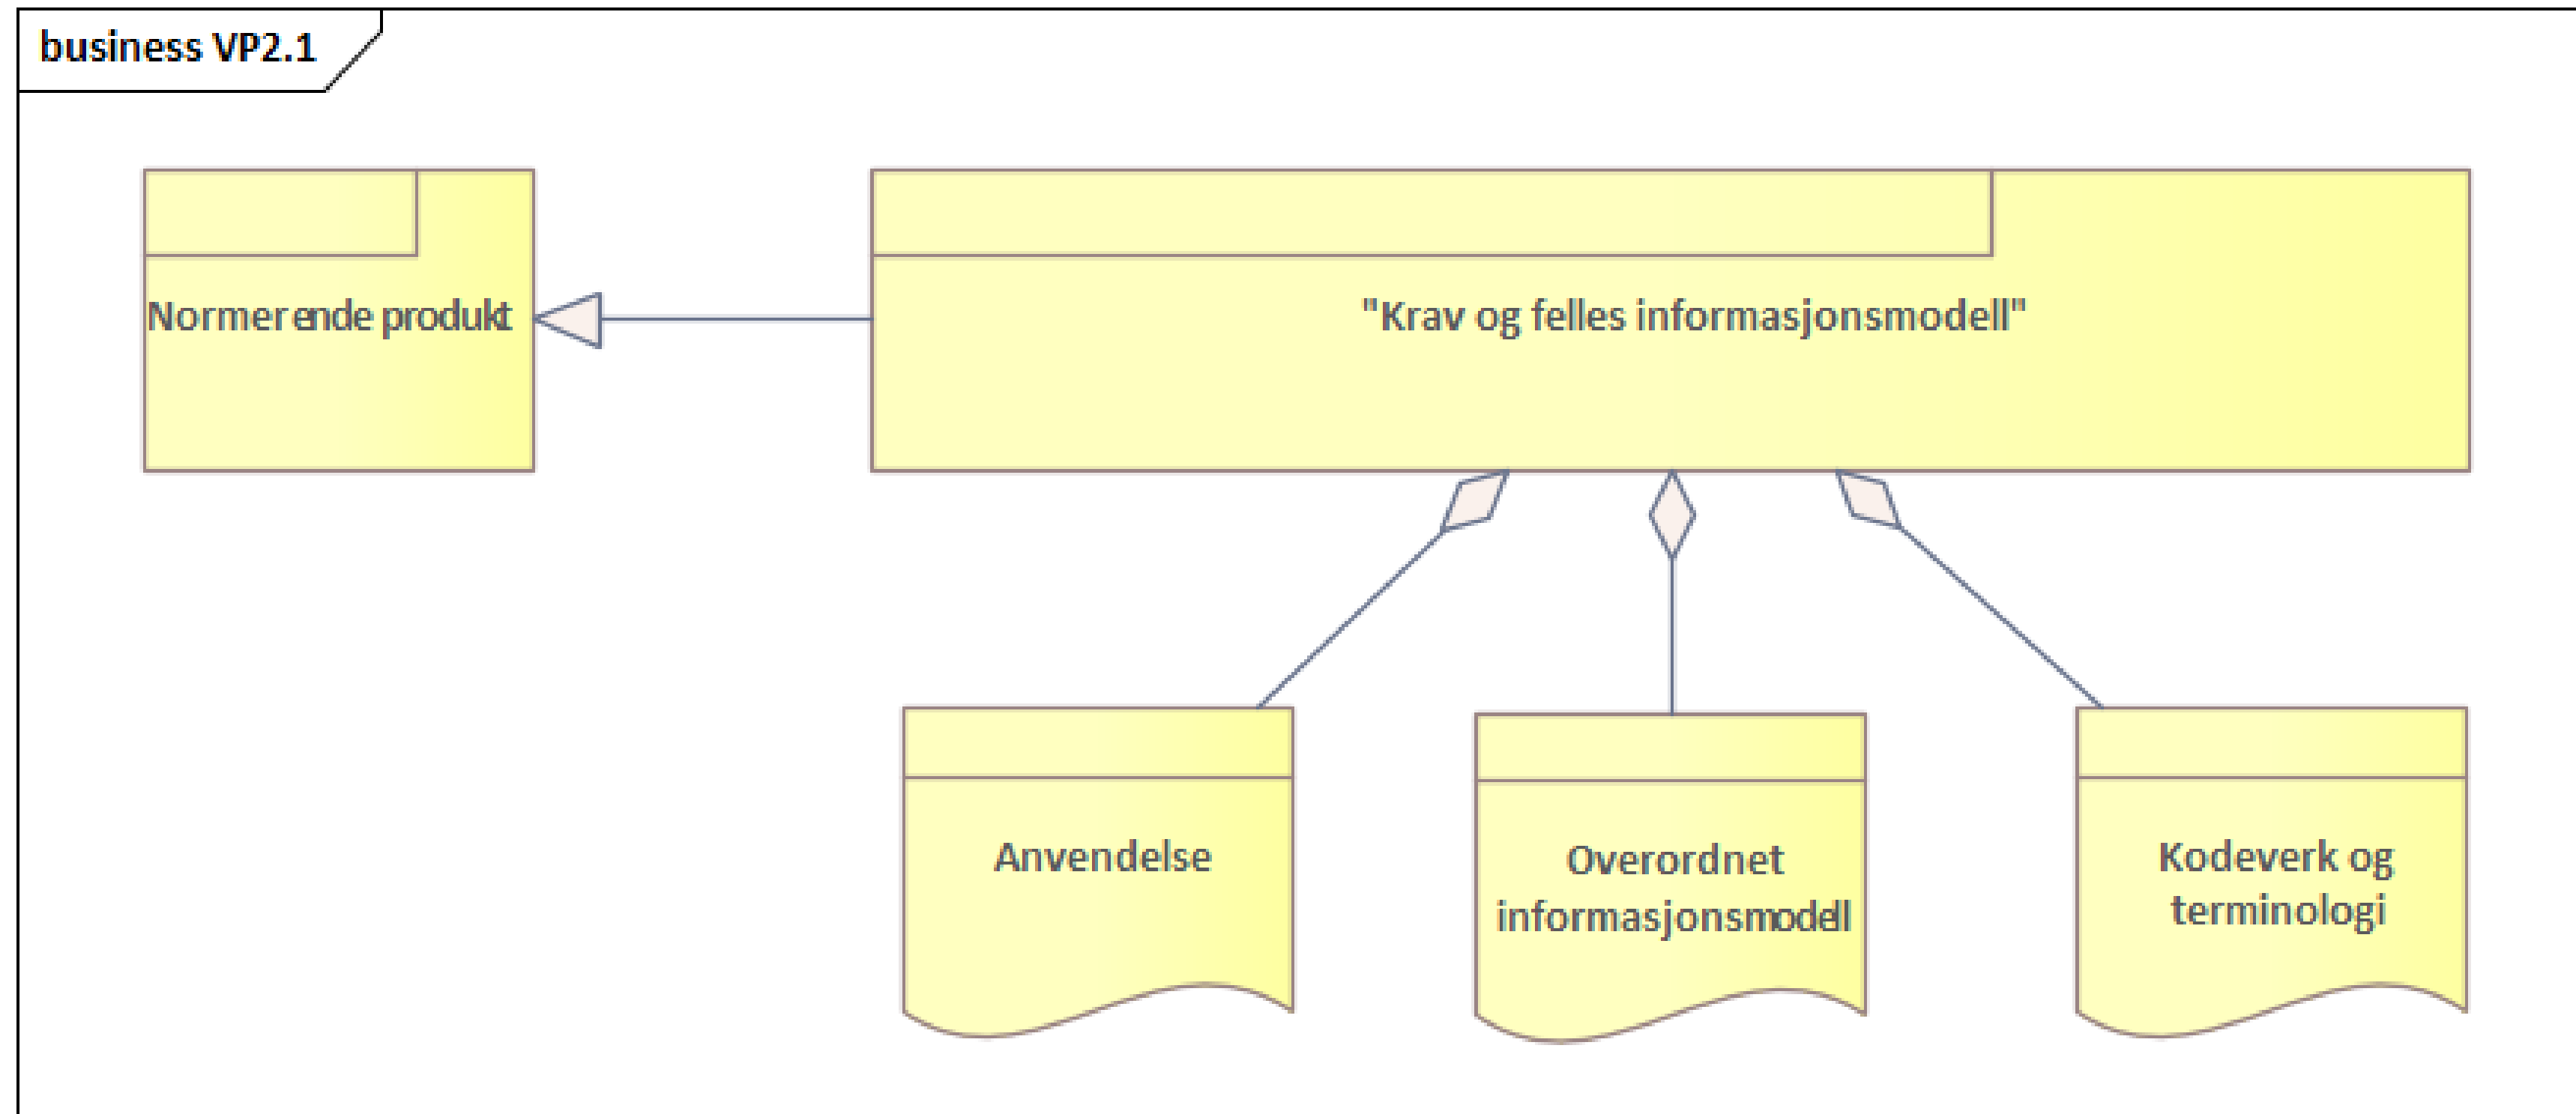 business VP2.1
Normerende produkt
"Krav og felles informasjonsmodell"
Anvendelse
Overordnet
informasjonsmodell
Kodeverk og
terminologi